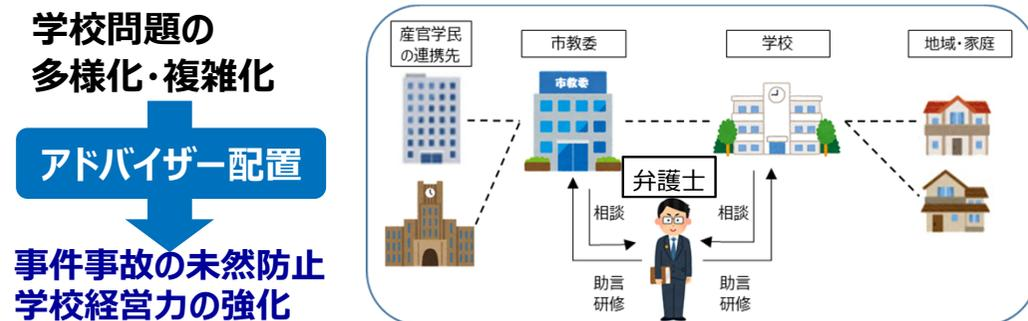 学校問題の
多様化･複雑化
アドバイザー配置
事件事故の未然防止
学校経営力の強化
産官学民
の連携先
市教委
学校
地域・家庭
市教委
弁護士
相談
相談
助言
研修
助言
研修